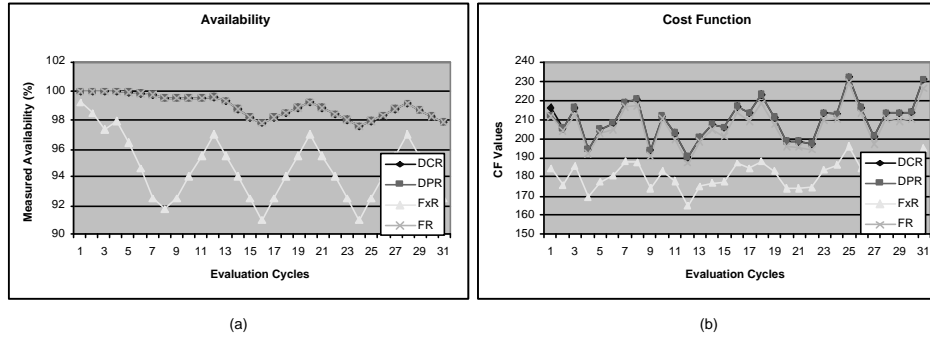 Availability
102
100
98
96
94
92
90
Measured Availability (%)
1 3 5 7 9 11 13 15 17 19 21 23 25 27 29 31
Evaluation Cycles
DCR
DPR
FxR
FR
(a)
Cost Function
240
230
220
210
200
190
180
170
160
150
CF Values
1 3 5 7 9 11 13 15 17 19 21 23 25 27 29 31
Evaluation Cycles
DCR
DPR
FxR
FR
(b)